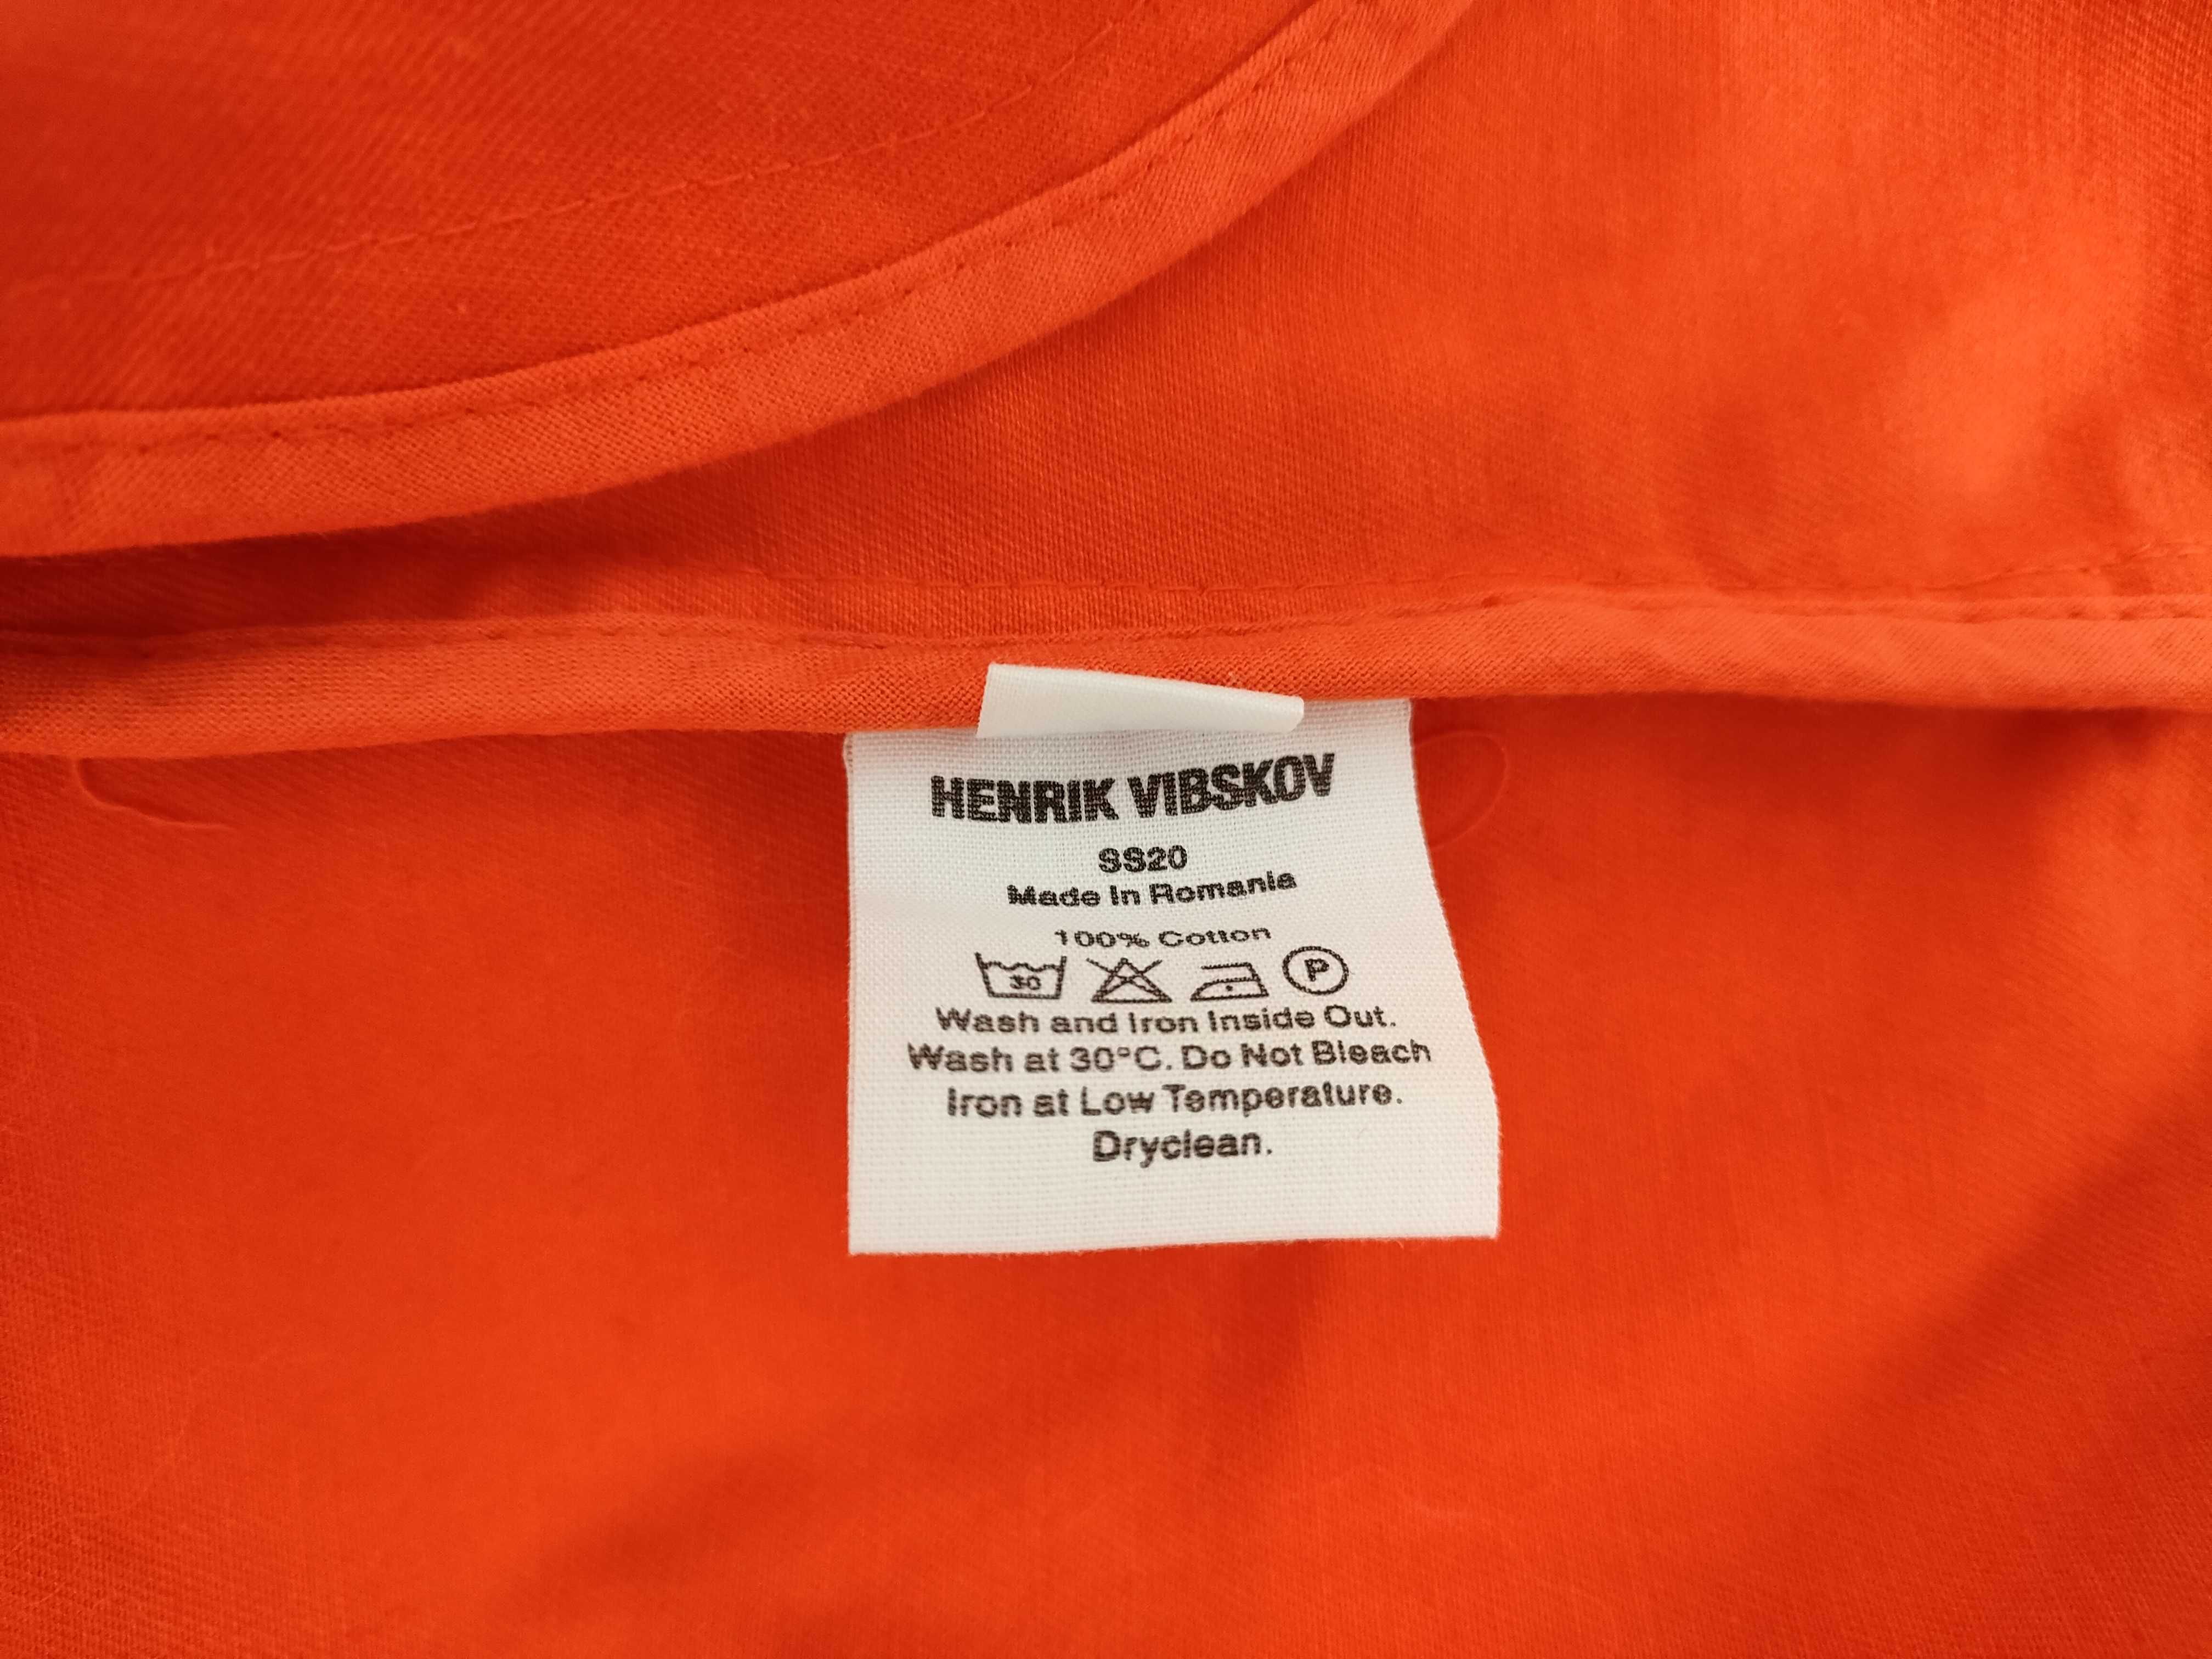 HENRIK VIBSKOV
SS20
Made In Romania
100% Cotton
30 P
Wash and Iron Inside Out.
Wash at 30°C. Do Not Bleach
Iron at Low Temperature.
Dryclean.